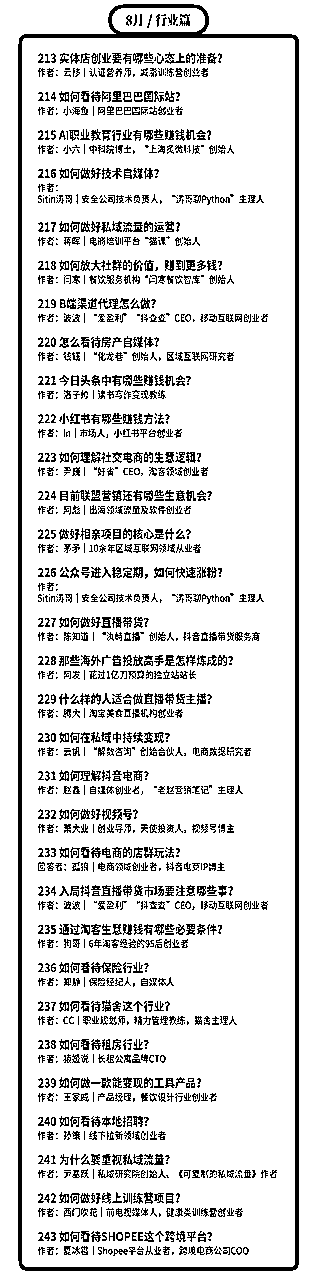 8月 / 行业篇
213 实体店创业要有哪些心态上的准备?
作者：云杉｜认证营养师，减脂训练营创业者
214 如何看待阿里巴巴国际站?
作者：小海鱼｜阿里巴巴国际站创业者
215 AI职业教育行业有哪些赚钱机会?
作者：小六｜中科院博士，“上海炙微科技”创始人
216 如何做好技术自媒体?
作者：
Sitin涛哥｜安全公司技术负责人，“涛哥聊Python”主理人
217 如何做好私域流量的运营?
作者：蒋晖｜电商培训平台“猫课”创始人
218 如何放大社群的价值，赚到更多钱?
作者：闫寒｜餐饮服务机构“闫寒餐饮智库”创始人
219 B端渠道代理怎么做?
作者：波波｜“爱盈利”“抖查查”CEO，移动互联网创业者
220 怎么看待房产自媒体?
作者：钱钱｜“化龙巷”创始人，区域互联网研究者
221 今日头条中有哪些赚钱机会?
作者：洛子帅｜读书写作变现教练
222 小红书有哪些赚钱方法?
作者：lu｜市场人，小红书平台创业者
223 如何理解社交电商的生意逻辑?
作者：尹晨｜“好省”CEO，淘客领域创业者
224 目前联盟营销还有哪些生意机会?
作者：阿彪｜出海领域流量及软件创业者
225 做好相亲项目的核心是什么?
作者：茅矛｜10余年区域互联网领域从业者
226 公众号进入稳定期，如何快速涨粉?
作者：
Sitin涛哥｜安全公司技术负责人，“涛哥聊Python”主理人
227 如何做好直播带货?
作者：陈知道｜“执牌直播”创始人，抖音直播带货服务商
228 那些海外广告投放高手是怎样炼成的?
作者：阿发｜花过1亿刀预算的独立站站长
229 什么样的人适合做直播带货主播?
作者：腾大｜淘宝美食直播机构创业者
230 如何在私域中持续变现?
作者：云帆｜“解数咨询”创始合伙人，电商数据研究者
231 如何理解抖音电商?
作者：赵鑫｜自媒体创业者，“老赵营销笔记”主理人
232 如何做好视频号?
作者：萧大业｜创业导师，天使投资人，视频号博主
233 如何看待电商的店群玩法?
回答者：孤狼｜电商领域创业者，抖音电商IP博主
234 入局抖音直播带货市场要注意哪些事?
作者：波波｜“爱盈利”“抖查查”CEO，移动互联网创业者
235 通过淘客生意赚钱有哪些必要条件?
作者：狗哥｜6年淘客经验的95后创业者
236 如何看待保险行业?
作者：郑静｜保险经纪人，自媒体人
237 如何看待猫舍这个行业?
作者：CC｜职业规划师，精力管理教练，猫舍主理人
238 如何看待租房行业?
作者：猿说｜长租公寓品牌CTO
239 如何做一款能变现的工具产品?
作者：王家威｜产品经理，餐饮设计行业创业者
240 如何看待本地招聘?
作者：孙策｜线下拉新领域创业者
241 为什么要重视私域流量?
作者：尹基跃｜私域研究院创始人、《可复制的私域流量》作者
242 如何做好线上训练营项目?
作者：西门吹花｜前电视媒体人，健康类训练营创业者
243 如何看待SHOPEE这个跨境平台?
作者：夏冰雹｜Shopee平台从业者，跨境电商公司COO